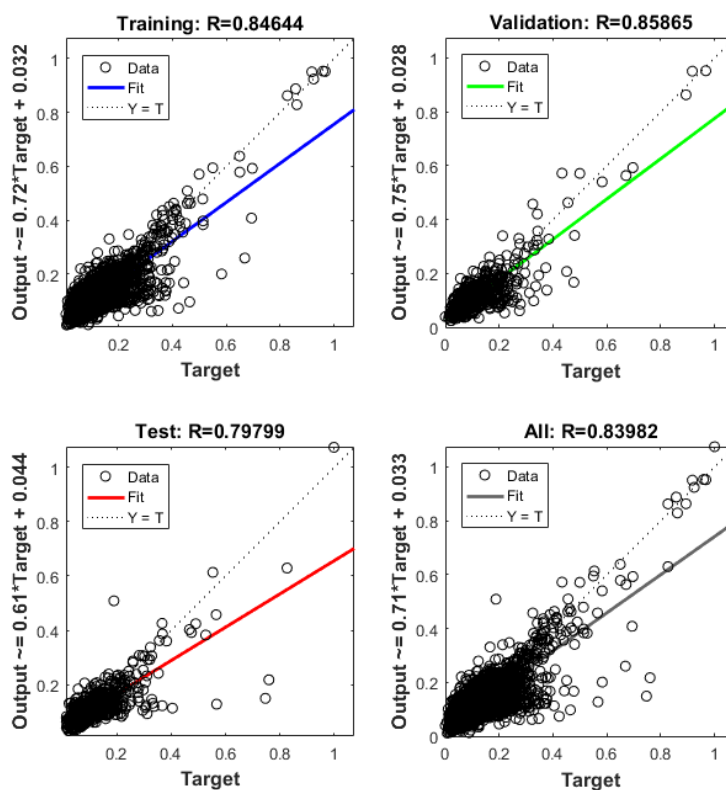 Training: R=0.84644
Output ~= 0.72*Target + 0.032
Data
Fit
Y = T
1
0.8
0.6
0.4
0.2
0.2 0.4 0.6 0.8 1
Target
Validation: R=0.85865
Output ~= 0.75*Target + 0.028
Data
Fit
Y = T
1
0.8
0.6
0.4
0.2
0
0 0.2 0.4 0.6 0.8 1
Target
Test: R=0.79799
Output ~= 0.61*Target + 0.044
Data
Fit
Y = T
1
0.8
0.6
0.4
0.2
0.2 0.4 0.6 0.8 1
Target
All: R=0.83982
Output ~= 0.71*Target + 0.033
Data
Fit
Y = T
1
0.8
0.6
0.4
0.2
0
0 0.2 0.4 0.6 0.8 1
Target